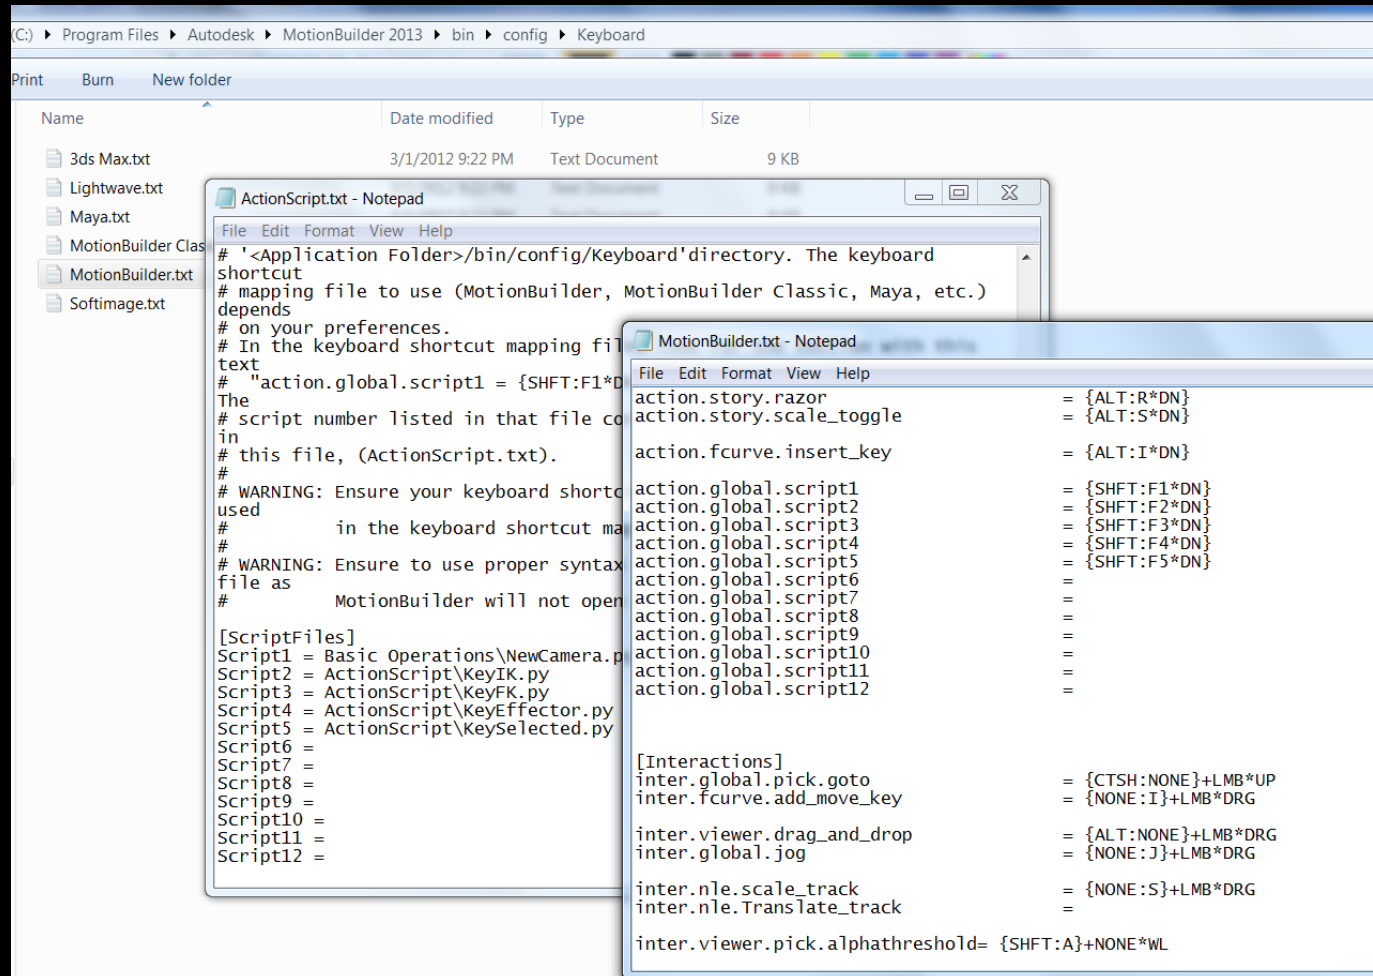 (C:) ▸ Program Files ▸ Autodesk ▸ MotionBuilder 2013 ▸ bin ▸ config ▸ Keyboard
Print Burn New folder
Name Date modified Type Size
3ds Max.txt 3/1/2012 9:22 PM Text Document 9 KB
Lightwave.txt
Maya.txt
MotionBuilder Clas
MotionBuilder.txt
Softimage.txt
ActionScript.txt - Notepad
File Edit Format View Help
# '<Application Folder>/bin/config/Keyboard'directory. The keyboard
shortcut
# mapping file to use (MotionBuilder, MotionBuilder Classic, Maya, etc.)
depends
# on your preferences.
# In the keyboard shortcut mapping fil
text
# "action.global.script1 = {SHFT:F1*D
The
# script number listed in that file co
in
# this file, (ActionScript.txt).
#
# WARNING: Ensure your keyboard shortc
used
# in the keyboard shortcut ma
#
# WARNING: Ensure to use proper syntax
file as
# MotionBuilder will not open
[ScriptFiles]
Script1 = Basic Operations\NewCamera.p
Script2 = ActionScript\KeyIK.py
Script3 = ActionScript\KeyFK.py
Script4 = ActionScript\KeyEffector.py
Script5 = ActionScript\KeySelected.py
Script6 =
Script7 =
Script8 =
Script9 =
Script10 =
Script11 =
Script12 =
MotionBuilder.txt - Notepad
File Edit Format View Help
action.story.razor = {ALT:R*DN}
action.story.scale_toggle = {ALT:S*DN}
action.fcurve.insert_key = {ALT:I*DN}
action.global.script1 = {SHFT:F1*DN}
action.global.script2 = {SHFT:F2*DN}
action.global.script3 = {SHFT:F3*DN}
action.global.script4 = {SHFT:F4*DN}
action.global.script5 = {SHFT:F5*DN}
action.global.script6 =
action.global.script7 =
action.global.script8 =
action.global.script9 =
action.global.script10 =
action.global.script11 =
action.global.script12 =
[Interactions]
inter.global.pick.goto = {CTSH:NONE}+LMB*UP
inter.fcurve.add_move_key = {NONE:I}+LMB*DRG
inter.viewer.drag_and_drop = {ALT:NONE}+LMB*DRG
inter.global.jog = {NONE:J}+LMB*DRG
inter.nle.scale_track = {NONE:S}+LMB*DRG
inter.nle.Translate_track =
inter.viewer.pick.alphathreshold= {SHFT:A}+NONE*WL